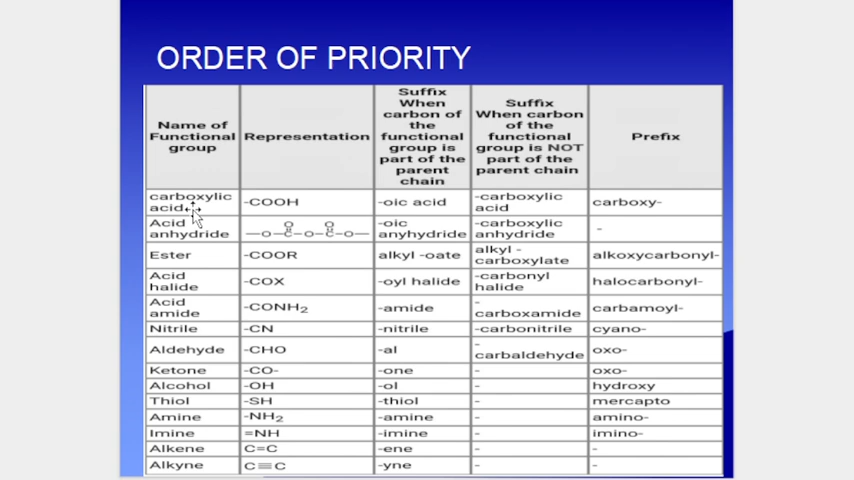 ORDER OF PRIORITY
Name of Functional group | Representation | Suffix When carbon of the functional group is part of the parent chain | Suffix When carbon of the functional group is NOT part of the parent chain | Prefix
carboxylic acid | -COOH | -oic acid | -carboxylic acid | carboxy-
Acid anhydride | —O—C(=O)—O—C(=O)—O— | -oic anyhydride | -carboxylic anhydride | -
Ester | -COOR | alkyl -oate | alkyl -carboxylate | alkoxycarbonyl-
Acid halide | -COX | -oyl halide | -carbonyl halide | halocarbonyl-
Acid amide | -CONH₂ | -amide | -carboxamide | carbamoyl-
Nitrile | -CN | -nitrile | -carbonitrile | cyano-
Aldehyde | -CHO | -al | -carbaldehyde | oxo-
Ketone | -CO- | -one | - | oxo-
Alcohol | -OH | -ol | - | hydroxy
Thiol | -SH | -thiol | - | mercapto
Amine | -NH₂ | -amine | - | amino-
Imine | =NH | -imine | - | imino-
Alkene | C=C | -ene | - | -
Alkyne | C≡C | -yne | - | -